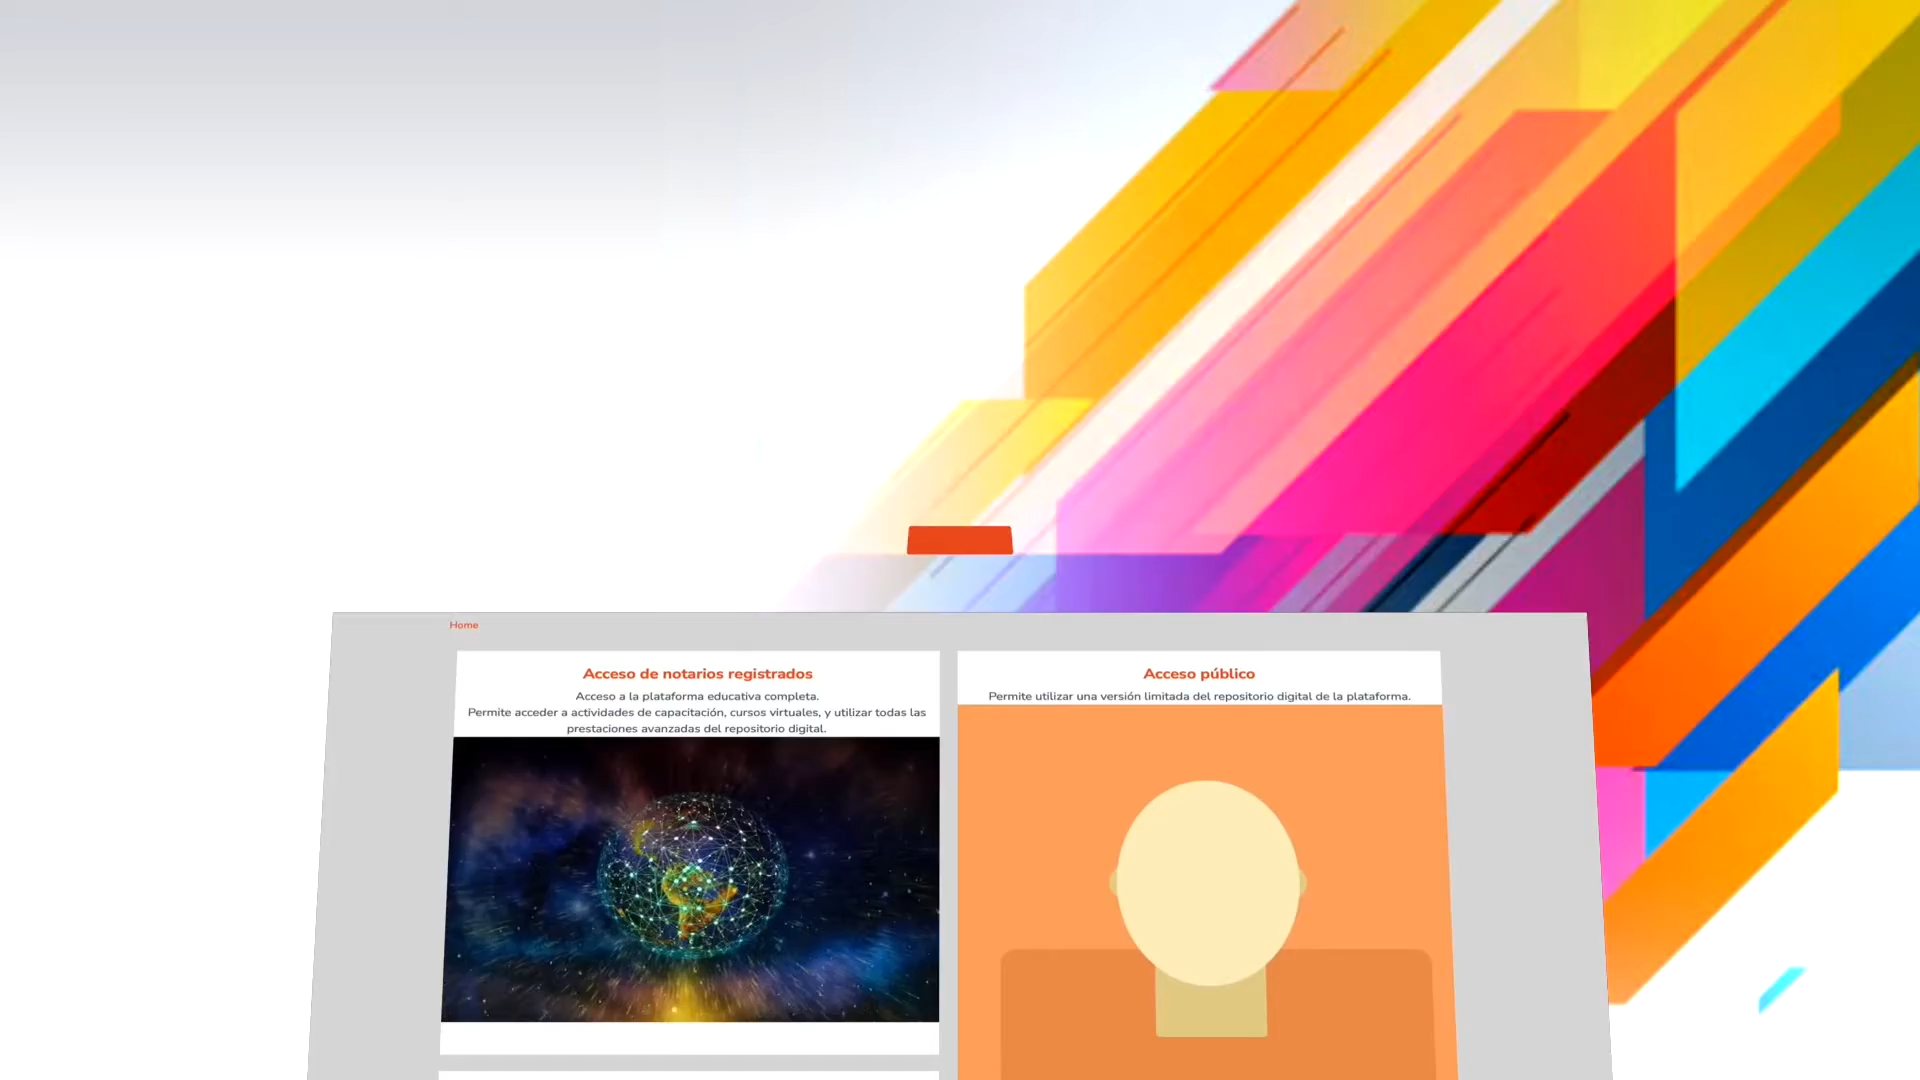 Home
Acceso de notarios registrados
Acceso a la plataforma educativa completa.
Permite acceder a actividades de capacitación, cursos virtuales, y utilizar todas las
prestaciones avanzadas del repositorio digital.
Acceso público
Permite utilizar una versión limitada del repositorio digital de la plataforma.